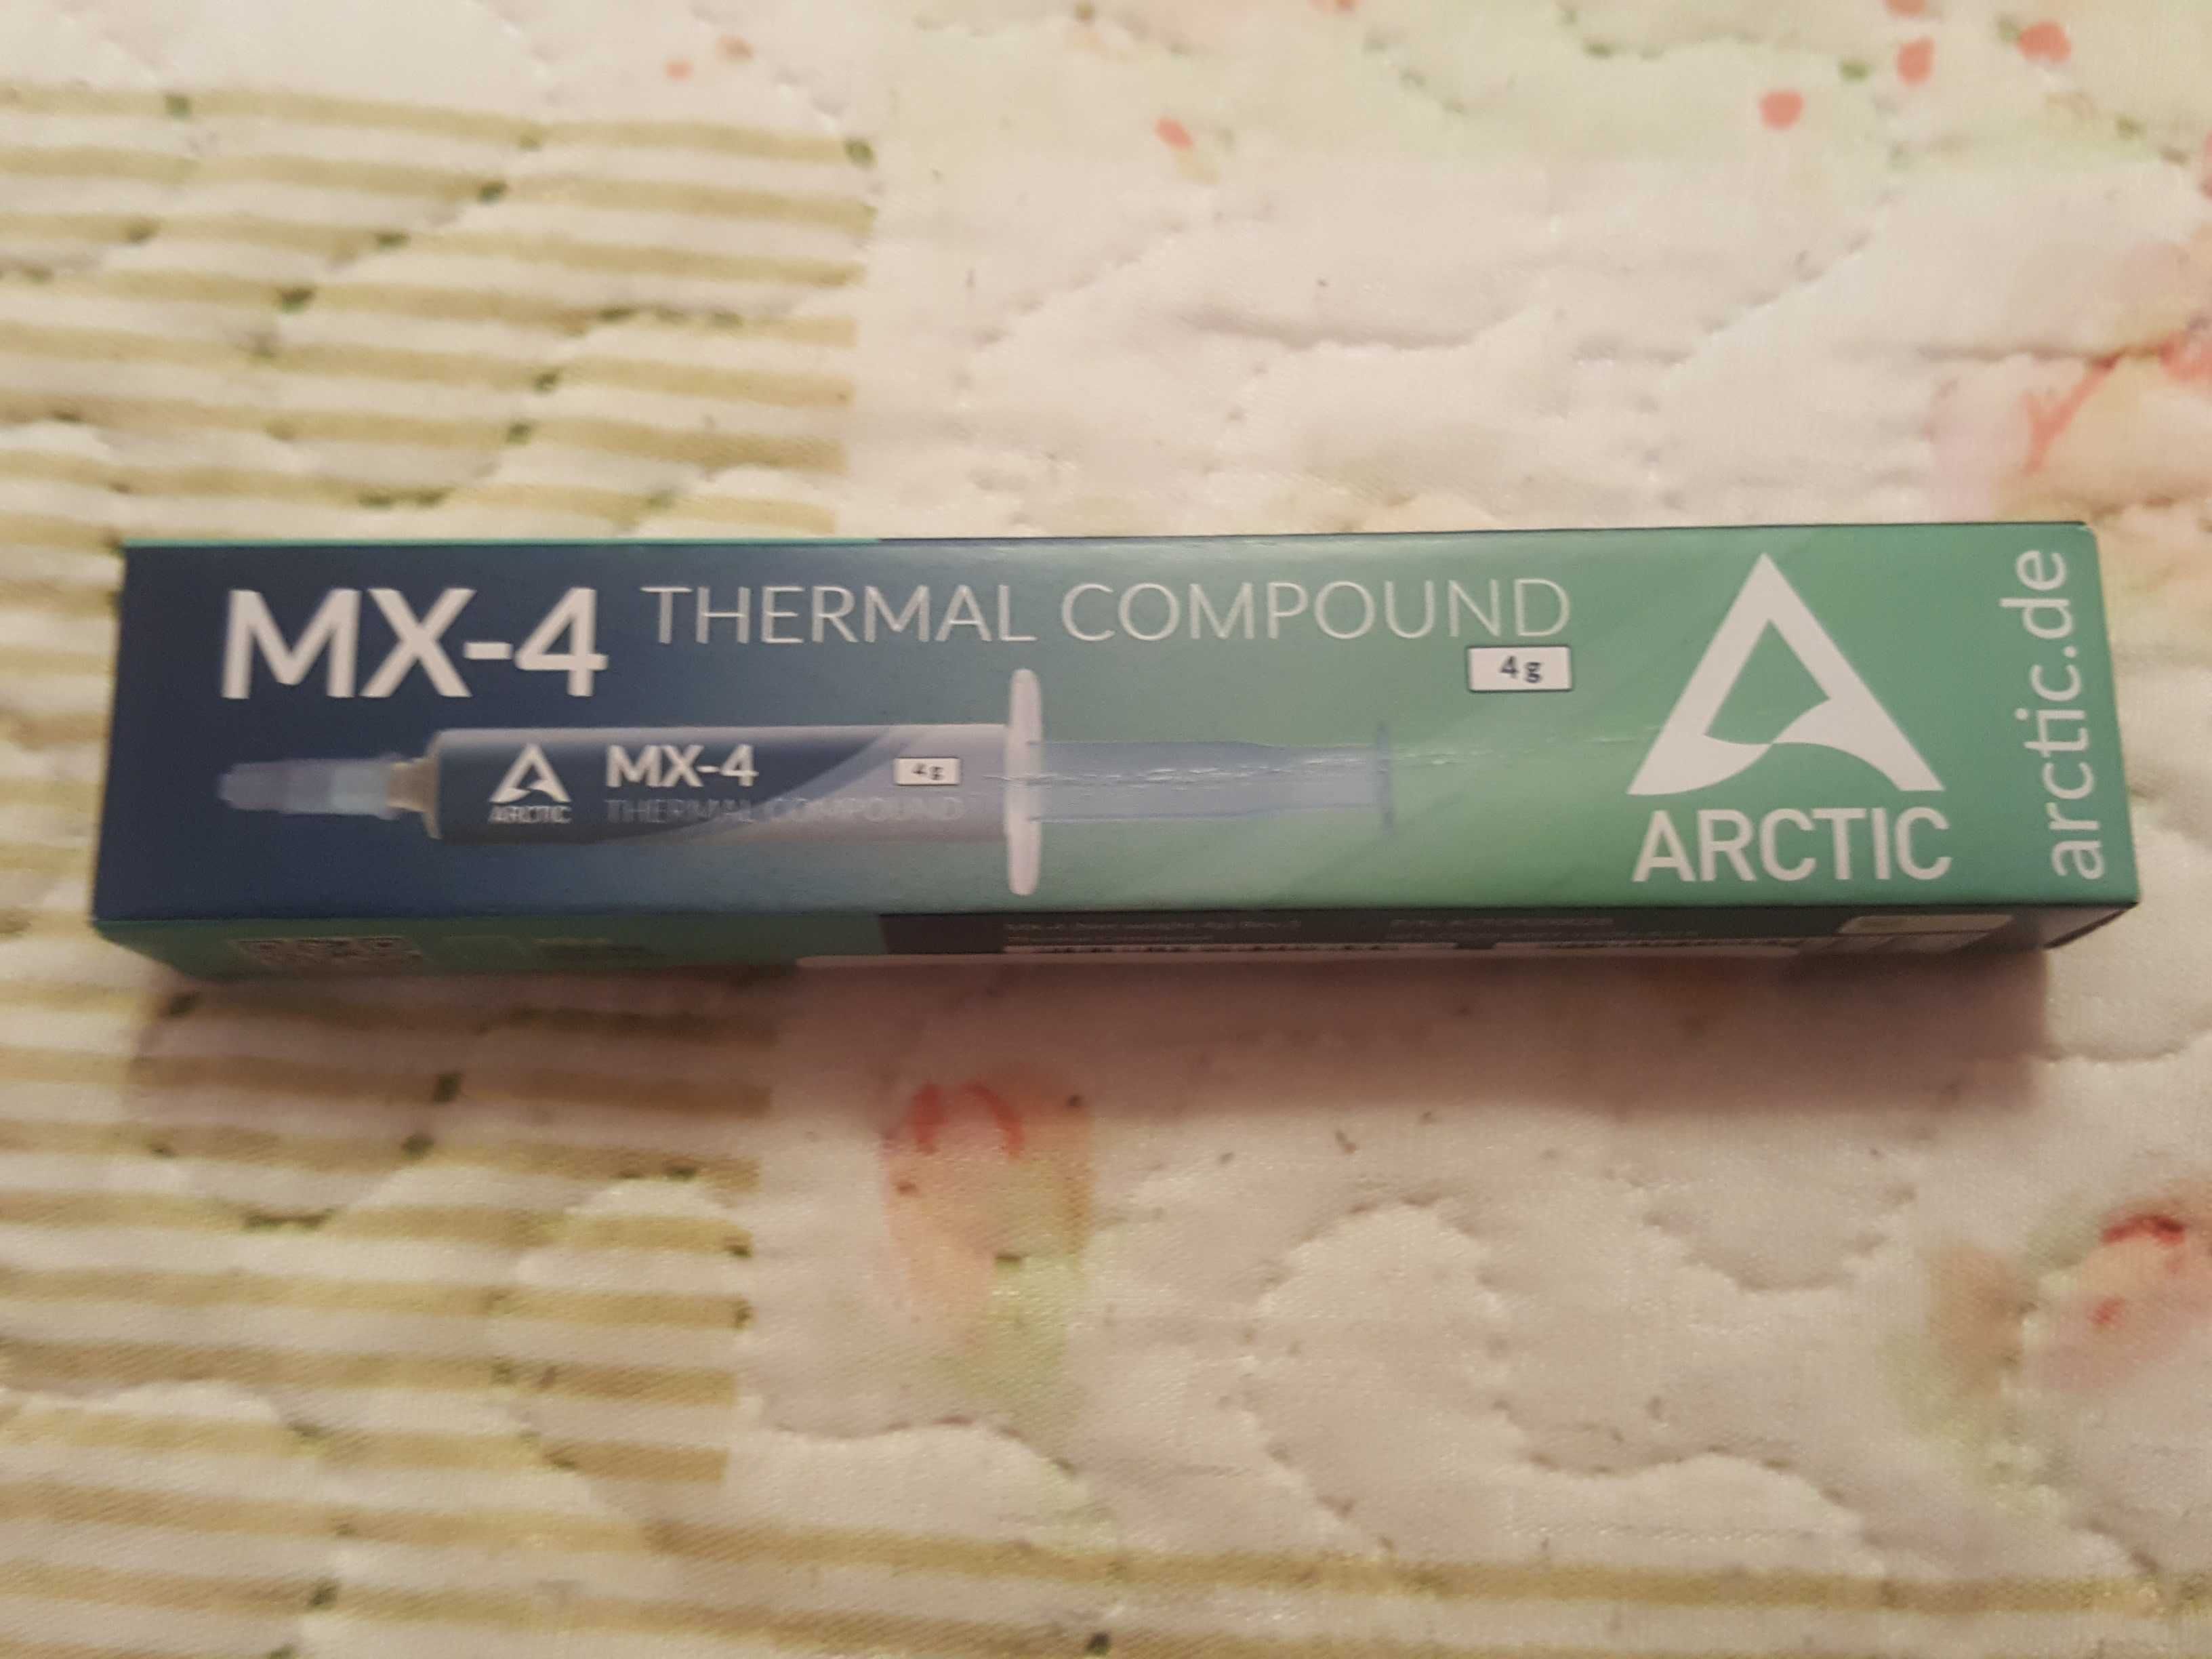 MX-4 THERMAL COMPOUND
4g
ARCTIC
MX-4
4g
THERMAL COMPOUND
ARCTIC
arctic.de